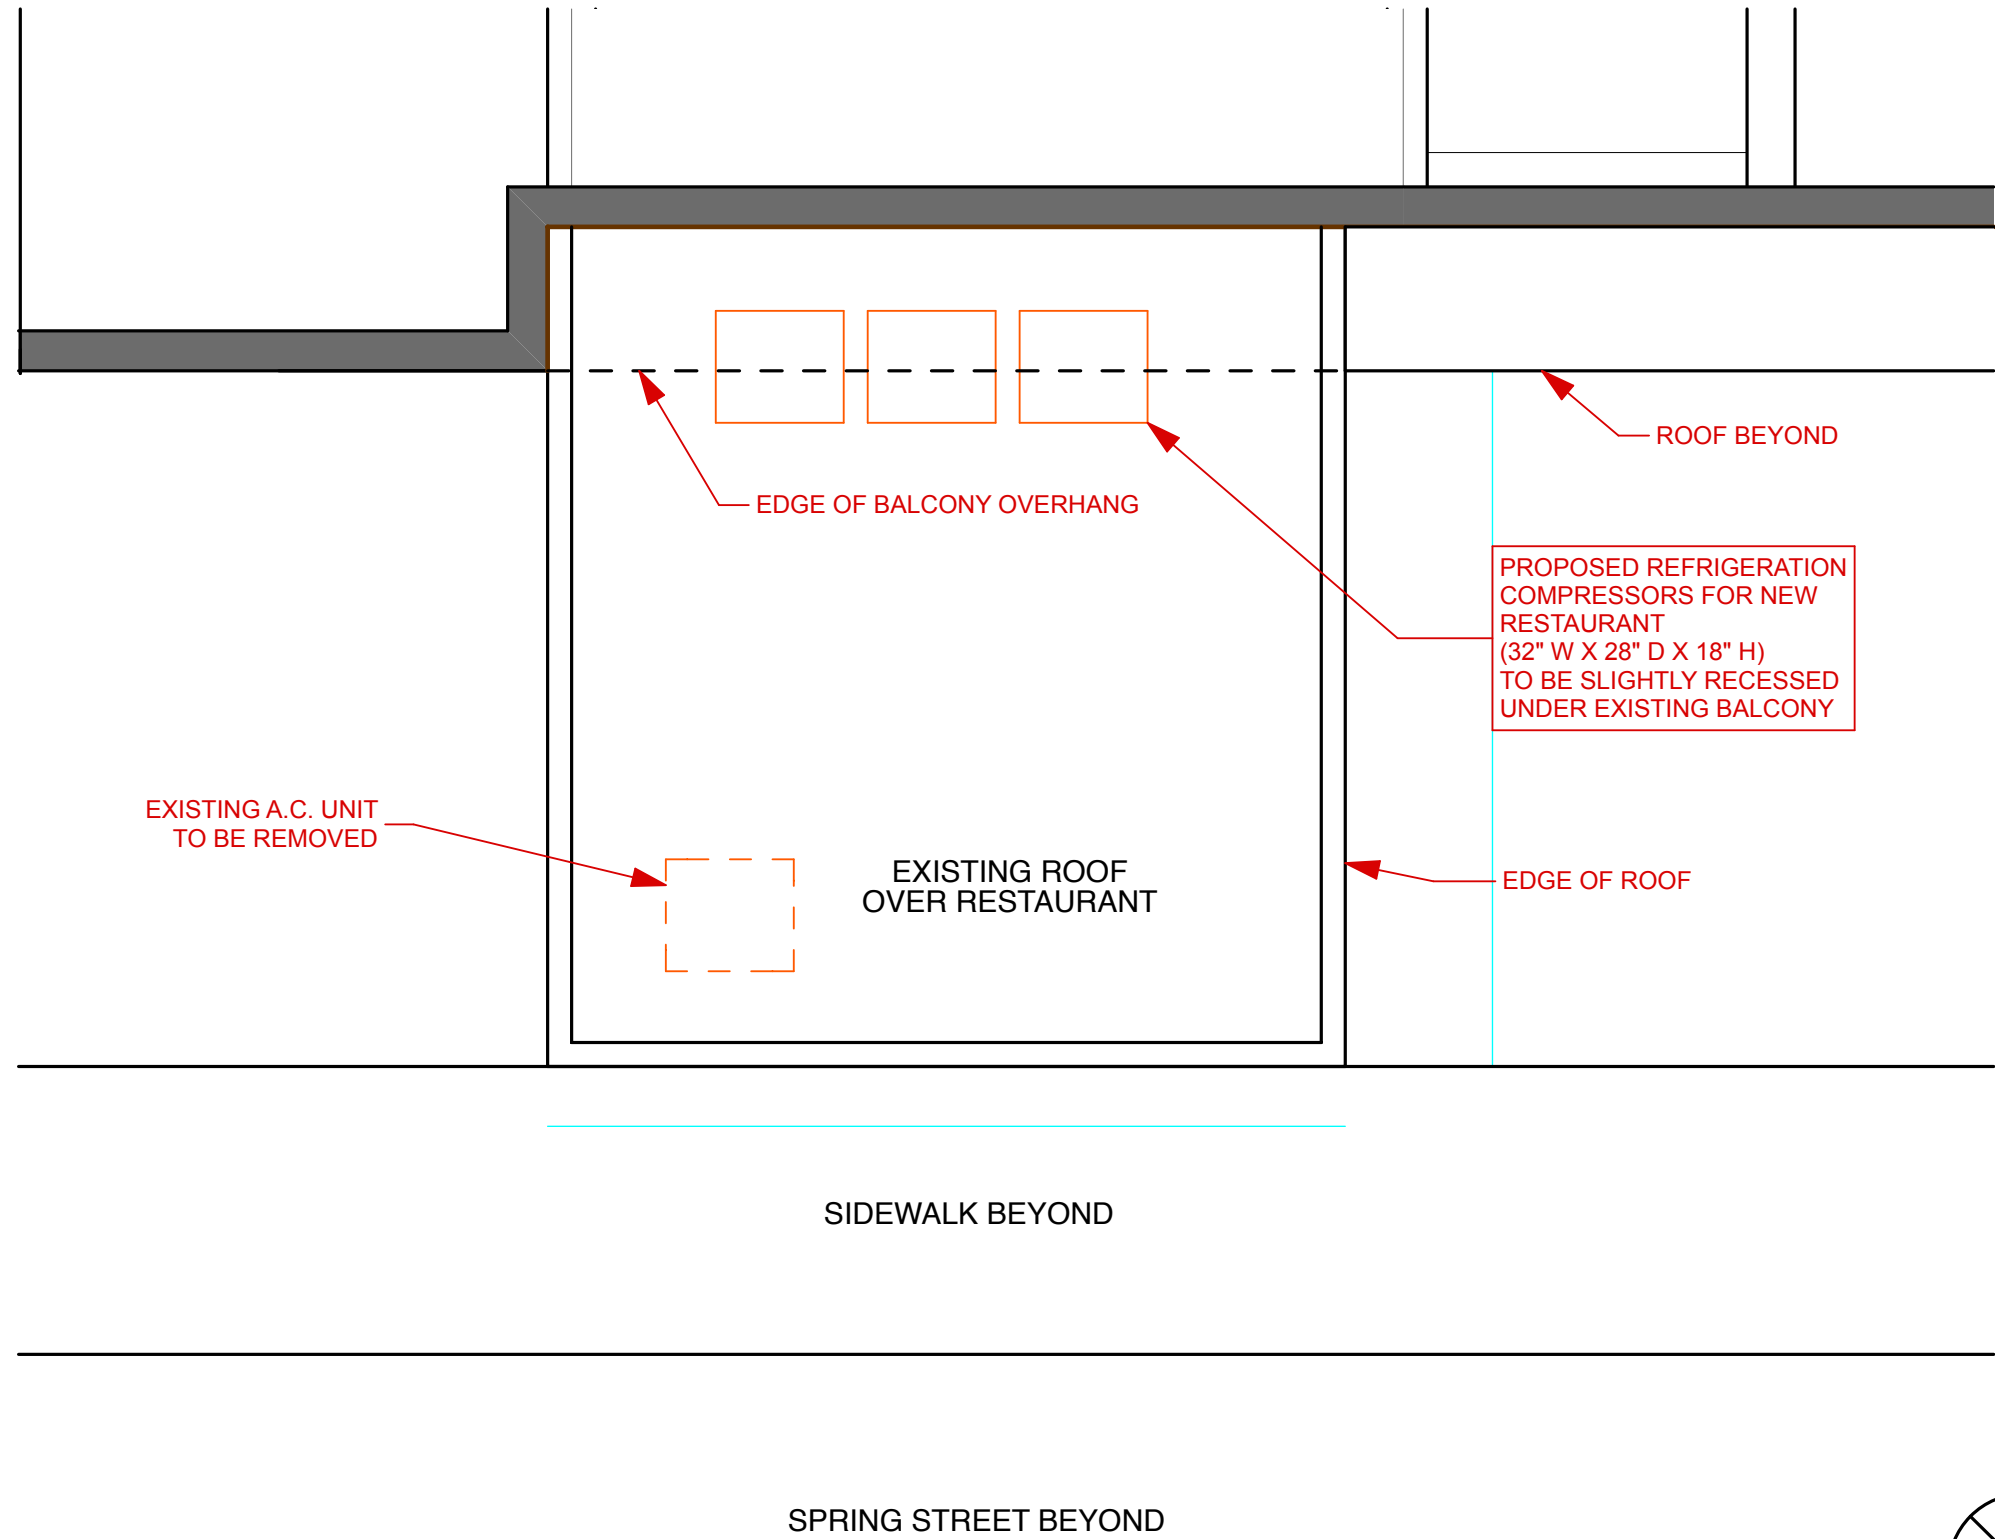 ROOF BEYOND
EDGE OF BALCONY OVERHANG
PROPOSED REFRIGERATION
COMPRESSORS FOR NEW
RESTAURANT
(32" W X 28" D X 18" H)
TO BE SLIGHTLY RECESSED
UNDER EXISTING BALCONY
EXISTING A.C. UNIT
TO BE REMOVED
EXISTING ROOF
OVER RESTAURANT
EDGE OF ROOF
SIDEWALK BEYOND
SPRING STREET BEYOND